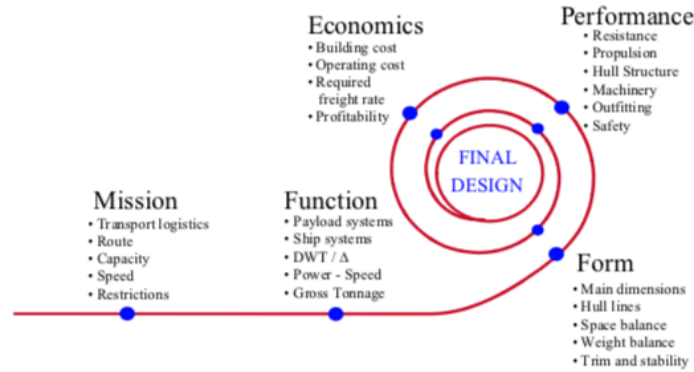 Economics
• Building cost
• Operating cost
• Required
freight rate
• Profitability
Performance
• Resistance
• Propulsion
• Hull Structure
• Machinery
• Outfitting
• Safety
FINAL
DESIGN
Mission
• Transport logistics
• Route
• Capacity
• Speed
• Restrictions
Function
• Payload systems
• Ship systems
• DWT / Δ
• Power - Speed
• Gross Tonnage
Form
• Main dimensions
• Hull lines
• Space balance
• Weight balance
• Trim and stability